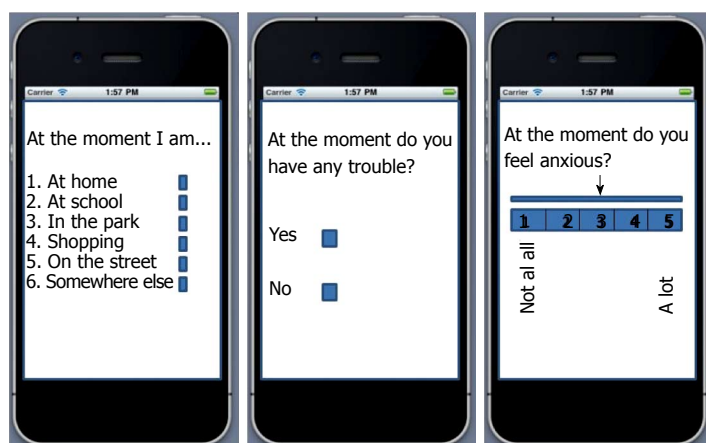 Carrier 1:57 PM
At the moment I am...
1. At home
2. At school
3. In the park
4. Shopping
5. On the street
6. Somewhere else
Carrier 1:57 PM
At the moment do you
have any trouble?
Yes
No
Carrier 1:57 PM
At the moment do you
feel anxious?
1 2 3 4 5
Not al all
A lot